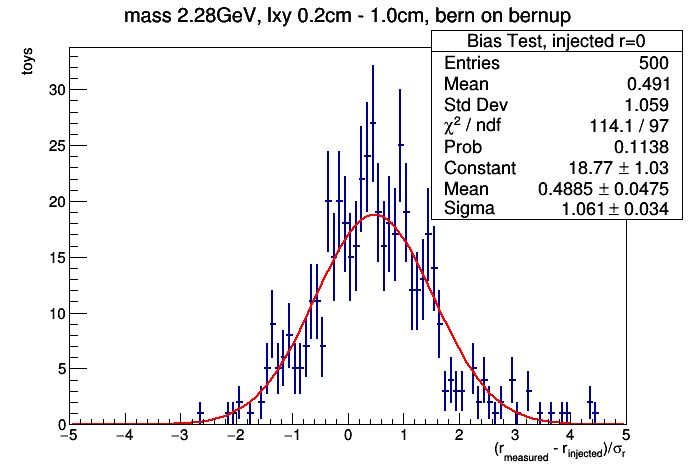 mass 2.28GeV, lxy 0.2cm - 1.0cm, bern on bernup
Bias Test, injected r=0
Entries 500
Mean 0.491
Std Dev 1.059
χ² / ndf 114.1 / 97
Prob 0.1138
Constant 18.77 ± 1.03
Mean 0.4885 ± 0.0475
Sigma 1.061 ± 0.034
toys
30
25
20
15
10
5
0
−5 −4 −3 −2 −1 0 1 2 3 4 5
(r_measured - r_injected)/σ_r